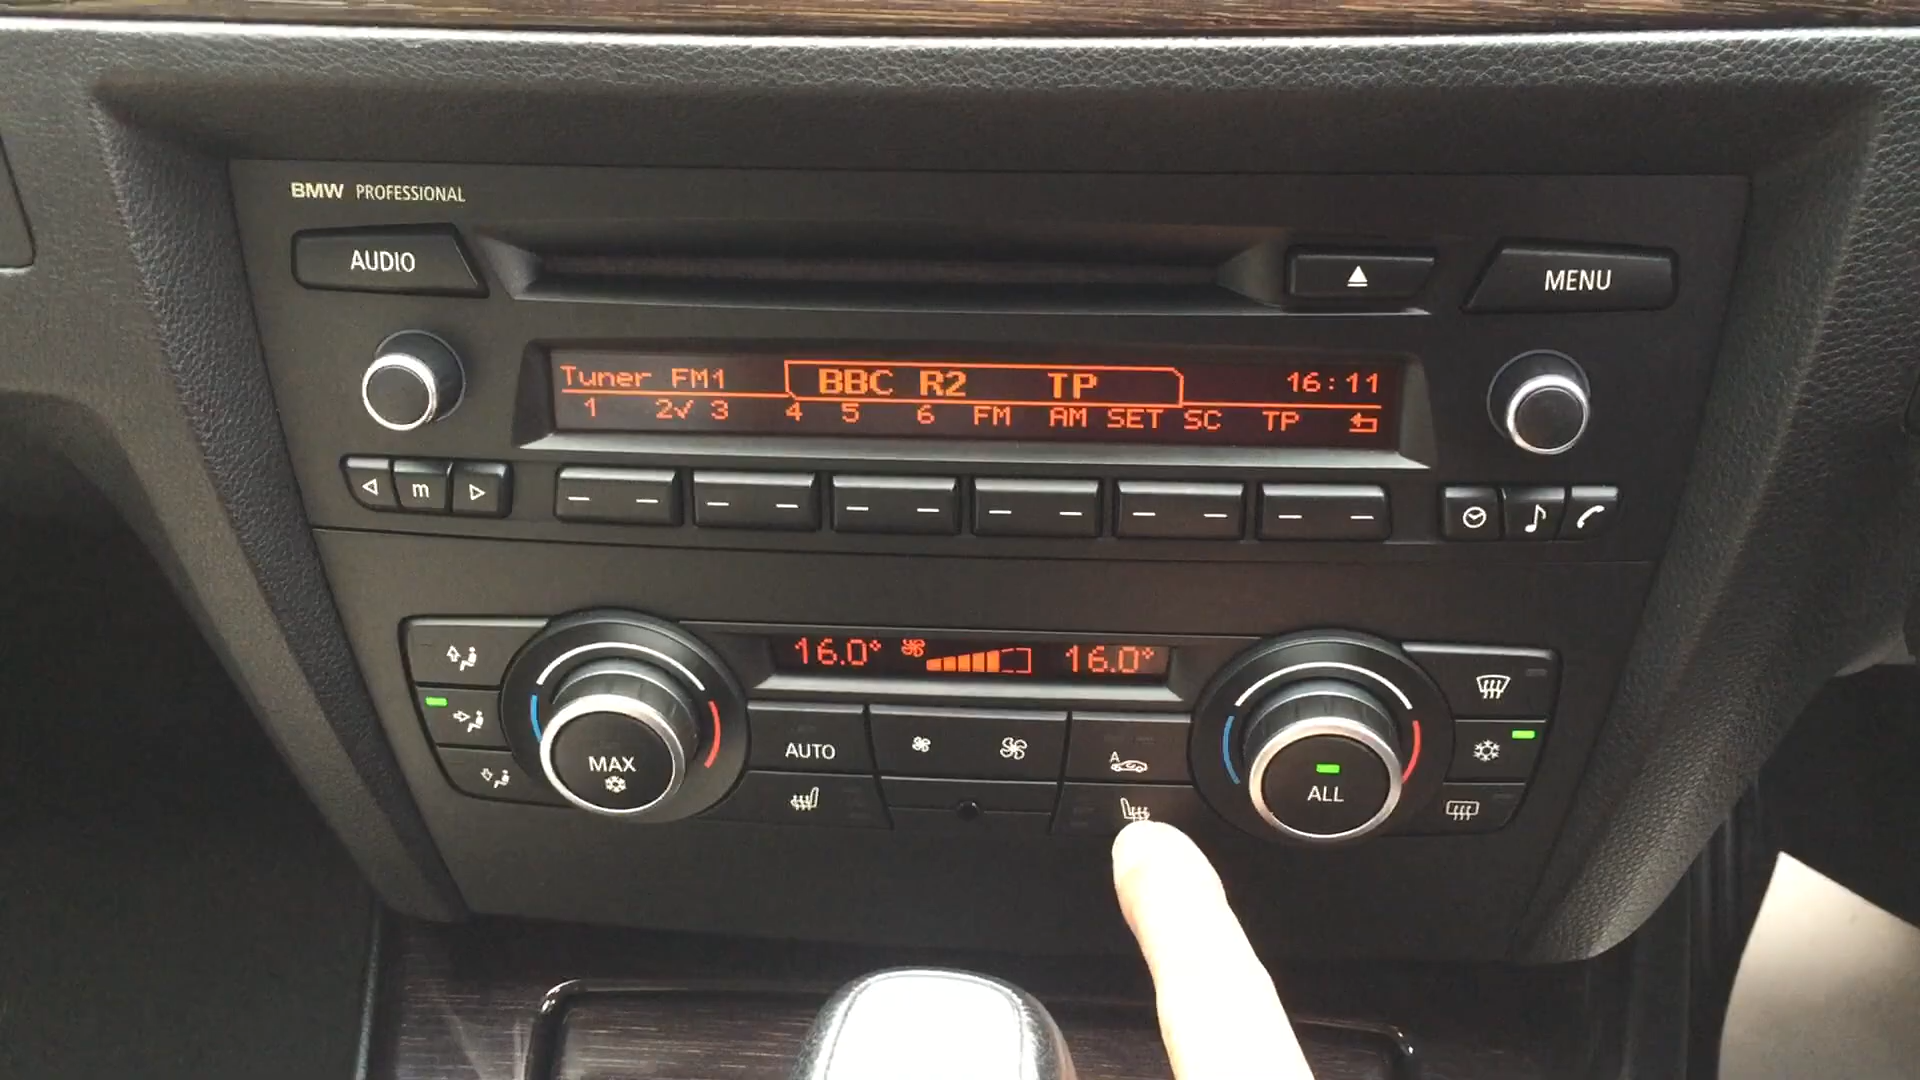 BMW PROFESSIONAL
AUDIO
MENU
Tuner FM1 BBC R2 TP 16:11
1 2✓ 3 4 5 6 FM AM SET SC TP
m
16.0° 16.0°
MAX
AUTO
A
ALL